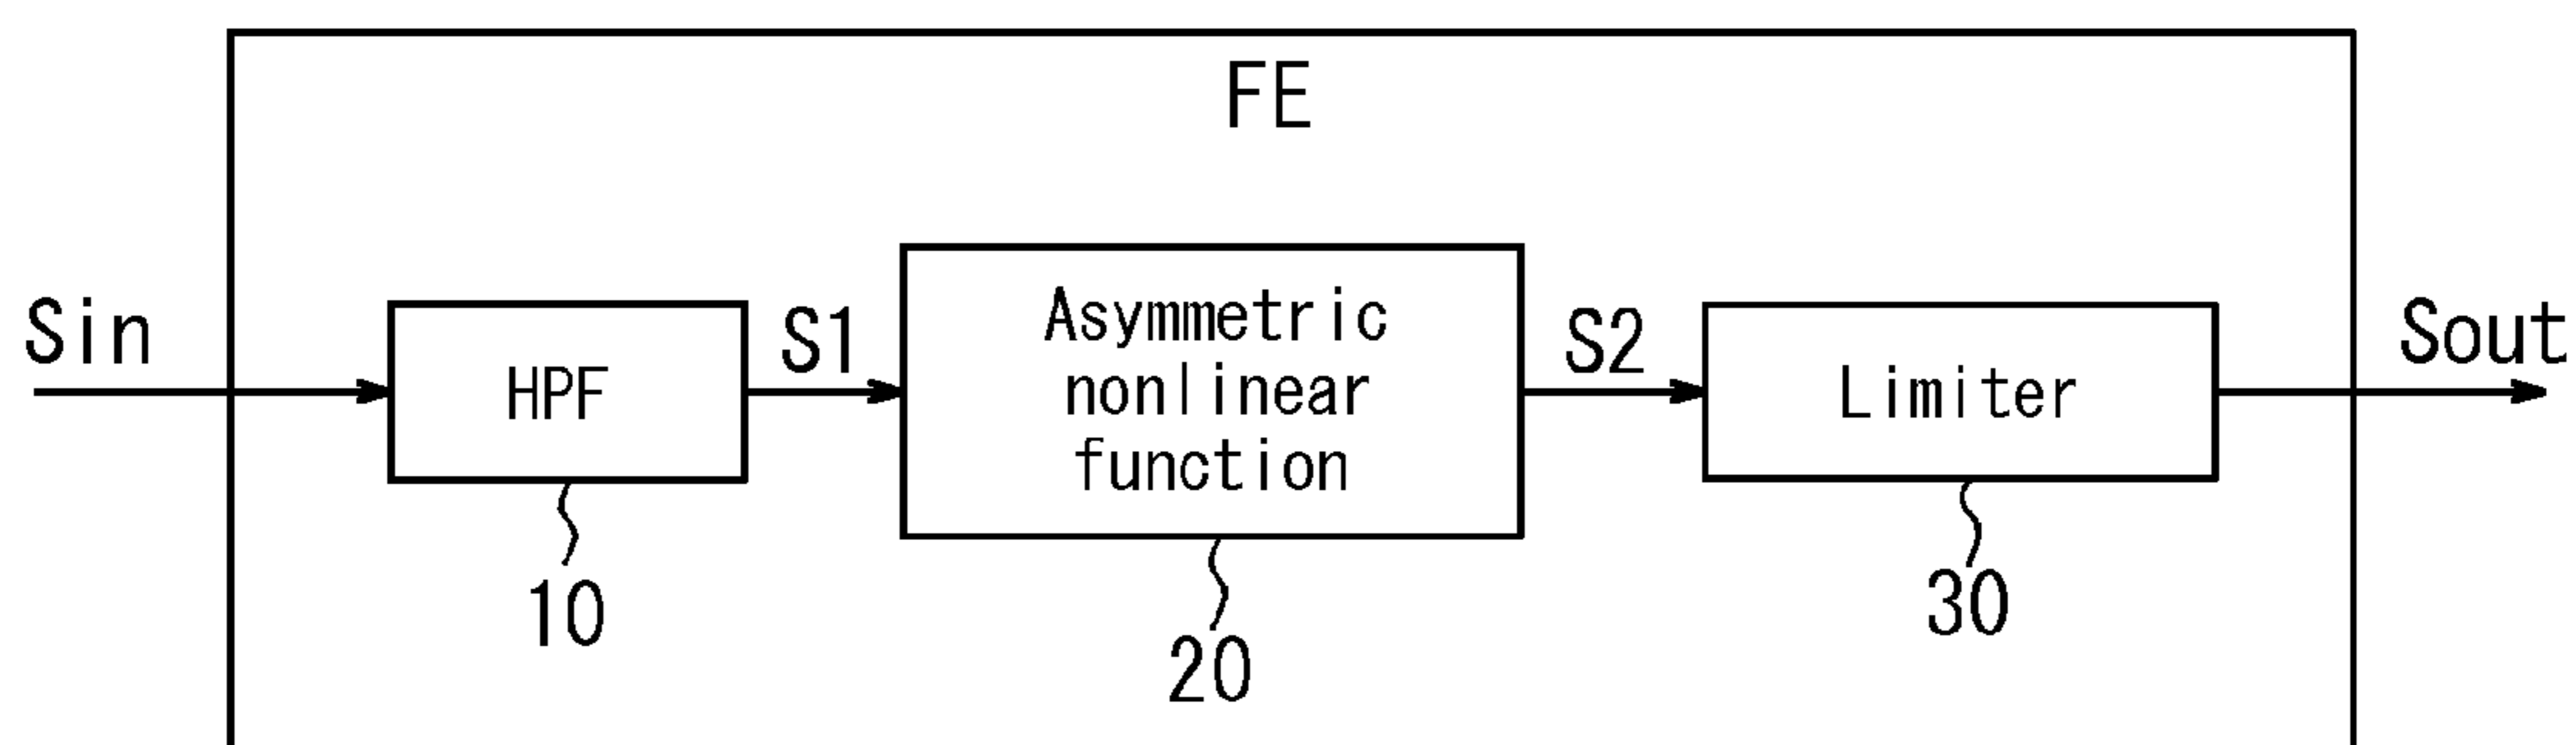 FE
Sin
HPF
S1
Asymmetric
nonlinear
function
S2
Limiter
Sout
10
20
30